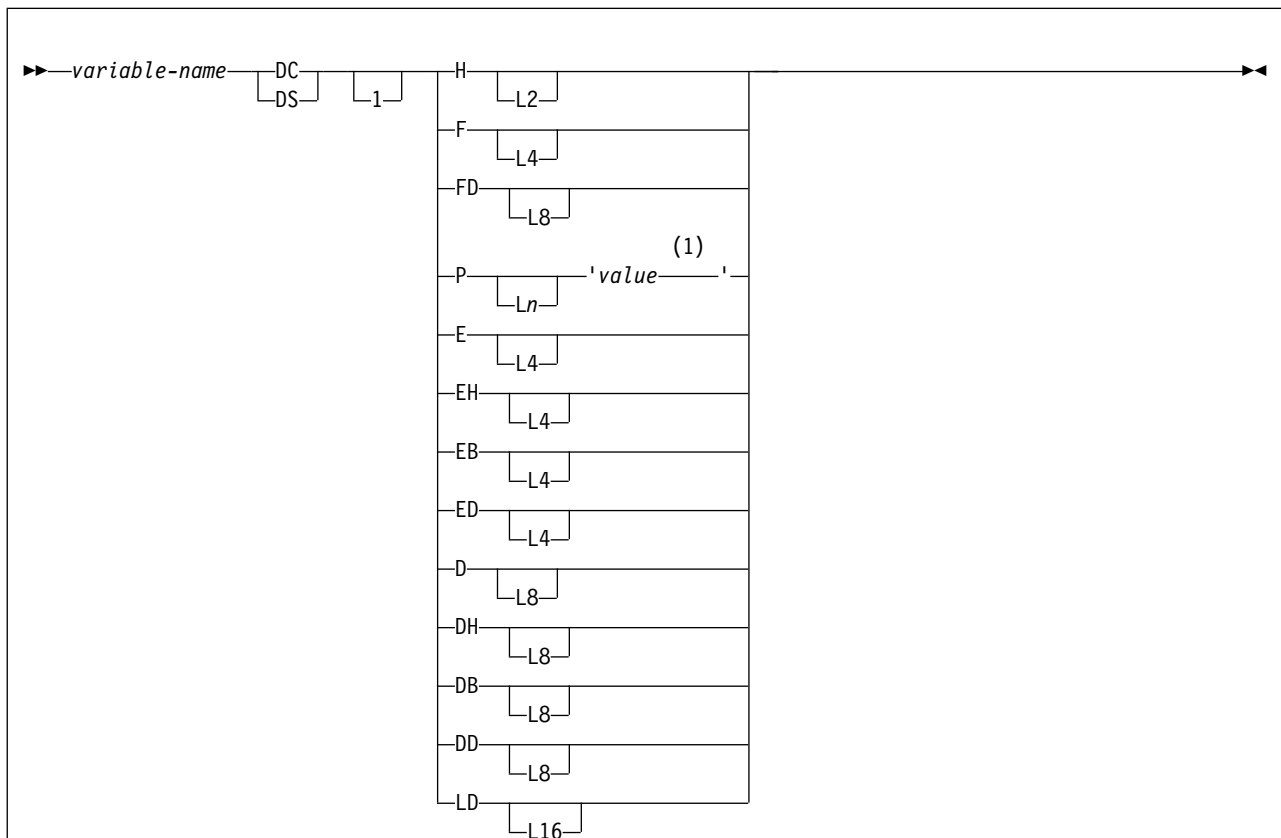 variable-name DC 1 H
DS L2
F
L4
FD
L8
(1)
P 'value '
Ln
E
L4
EH
L4
EB
L4
ED
L4
D
L8
DH
L8
DB
L8
DD
L8
LD
L16